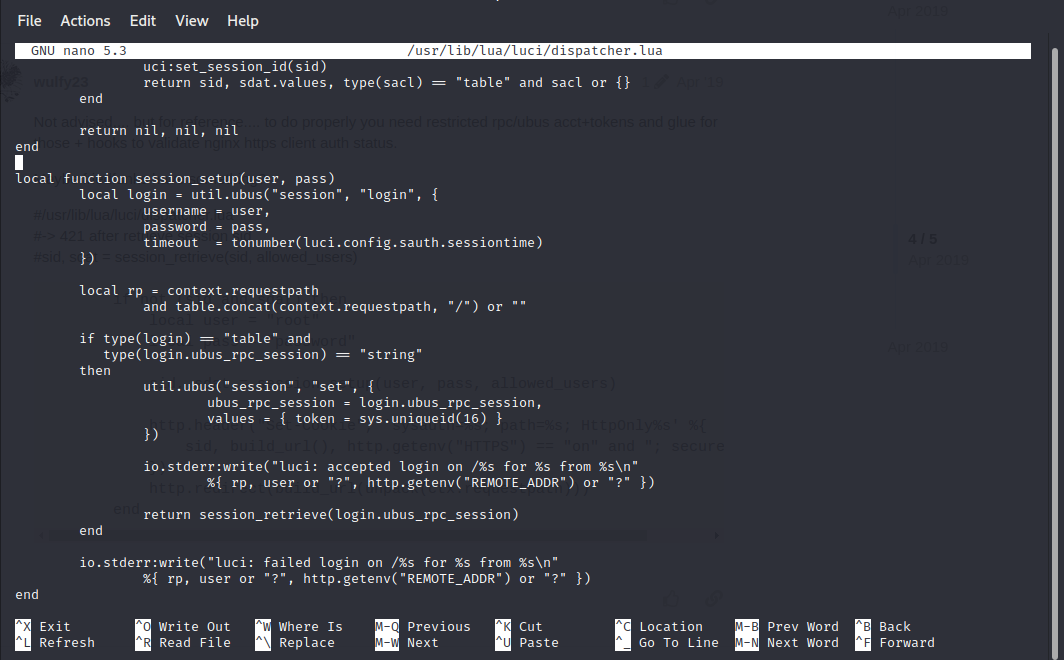 File Actions Edit View Help
GNU nano 5.3 /usr/lib/lua/luci/dispatcher.lua
uci:set_session_id(sid)
return sid, sdat.values, type(sacl) == "table" and sacl or {}
end
return nil, nil, nil
end
local function session_setup(user, pass)
local login = util.ubus("session", "login", {
username = user,
password = pass,
timeout  = tonumber(luci.config.sauth.sessiontime)
})
local rp = context.requestpath
and table.concat(context.requestpath, "/") or ""
if type(login) == "table" and
type(login.ubus_rpc_session) == "string"
then
util.ubus("session", "set", {
ubus_rpc_session = login.ubus_rpc_session,
values = { token = sys.uniqueid(16) }
})
io.stderr:write("luci: accepted login on /%s for %s from %s\n"
%{ rp, user or "?", http.getenv("REMOTE_ADDR") or "?" })
return session_retrieve(login.ubus_rpc_session)
end
io.stderr:write("luci: failed login on /%s for %s from %s\n"
%{ rp, user or "?", http.getenv("REMOTE_ADDR") or "?" })
end
^X Exit ^O Write Out ^W Where Is M-Q Previous ^K Cut ^C Location M-B Prev Word ^B Back
^L Refresh ^R Read File ^\ Replace M-W Next ^U Paste ^_ Go To Line M-N Next Word ^F Forward